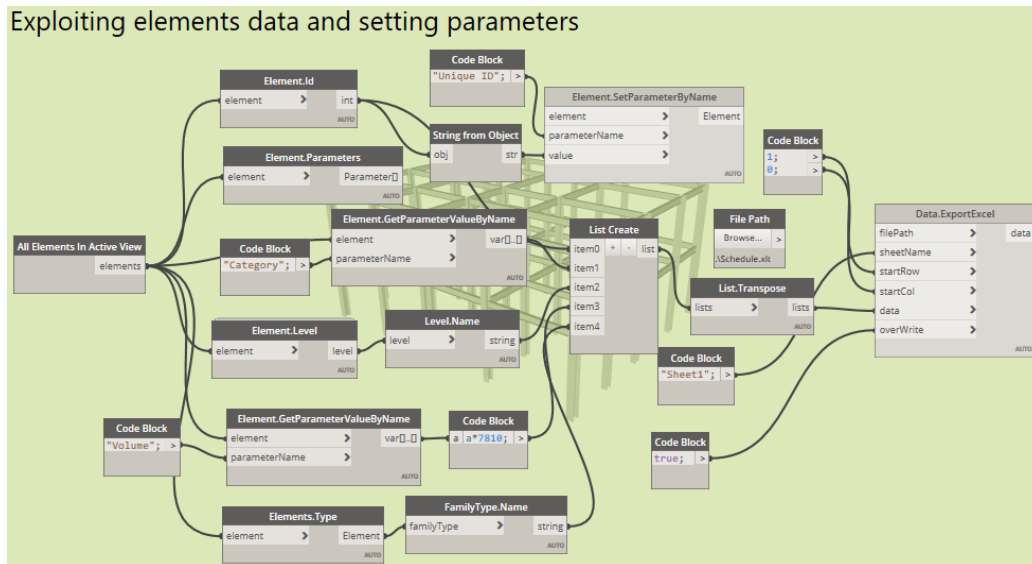 Exploiting elements data and setting parameters
Code Block
"Unique ID"; >
Element.Id
element > int
AUTO
Element.SetParameterByName
element > Element
parameterName >
value >
AUTO
String from Object
obj str
AUTO
Code Block
1; >
0; >
Element.Parameters
element > Parameter[]
AUTO
All Elements In Active View
elements
Element.GetParameterValueByName
element > var[]..[]
parameterName >
AUTO
Code Block
"Category"; >
List Create
item0 + - list
item1
item2
item3
item4
File Path
Browse... >
.\Schedule.xlt
Data.ExportExcel
filePath > data
sheetName >
startRow >
startCol >
data >
overWrite >
AUTO
List.Transpose
lists > lists
AUTO
Element.Level
element > level
AUTO
Level.Name
level > string
AUTO
Code Block
"Sheet1"; >
Code Block
"Volume"; >
Element.GetParameterValueByName
element > var[]..[]
parameterName >
AUTO
Code Block
a a*7810; >
Code Block
true; >
Elements.Type
element > Element
AUTO
FamilyType.Name
familyType > string
AUTO